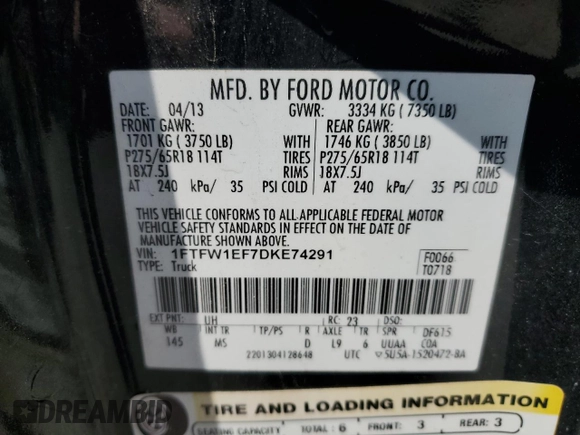 MFD. BY FORD MOTOR CO.
DATE: 04/13 GVWR: 3334 KG ( 7350 LB)
FRONT GAWR: REAR GAWR:
1701 KG ( 3750 LB) WITH 1746 KG ( 3850 LB) WITH
P275/65R18 114T TIRES P275/65R18 114T TIRES
18X7.5J RIMS 18X7.5J RIMS
AT 240 kPa/ 35 PSI COLD AT 240 kPa/ 35 PSI COLD
THIS VEHICLE CONFORMS TO ALL APPLICABLE FEDERAL MOTOR
VEHICLE SAFETY STANDARDS IN EFFECT ON THE DATE OF
MANUFACTURE SHOWN ABOVE.
VIN: 1FTFW1EF7DKE74291 F0066
TYPE: Truck T0718
EXT PNT: UH RC: 23 DSO:
WB INT TR TP/PS R AXLE TR SPR DF615
145 MS D L9 6 UUAA COA
2201304128648 UTC 5U5A-1520472-BA
TIRE AND LOADING INFORMATION
SEATING CAPACITY TOTAL: 6 FRONT: 3 REAR: 3
DREAMBID